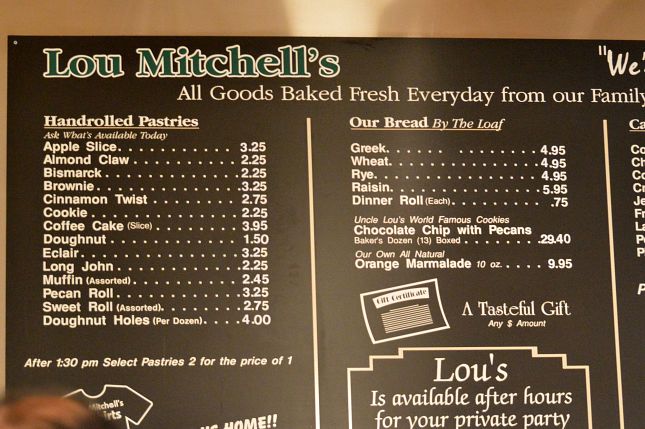 Lou Mitchell's
"We'
All Goods Baked Fresh Everyday from our Family
Handrolled Pastries
Ask What's Available Today
Apple Slice. . . . . . . . . . . . . 3.25
Almond Claw . . . . . . . . . . . 2.25
Bismarck . . . . . . . . . . . . . . 2.25
Brownie. . . . . . . . . . . . . . . 3.25
Cinnamon Twist . . . . . . . . . 2.75
Cookie . . . . . . . . . . . . . . . 2.25
Coffee Cake (Slice) . . . . . . . . 3.95
Doughnut . . . . . . . . . . . . . 1.50
Eclair. . . . . . . . . . . . . . . . 3.25
Long John . . . . . . . . . . . . . 2.25
Muffin (Assorted) . . . . . . . . . . 2.45
Pecan Roll. . . . . . . . . . . . . 3.25
Sweet Roll (Assorted). . . . . . . . 2.75
Doughnut Holes (Per Dozen). . . . 4.00
After 1:30 pm Select Pastries 2 for the price of 1
Mitchell's
HOME!!
Our Bread By The Loaf
Greek. . . . . . . . . . . . . . . . 4.95
Wheat. . . . . . . . . . . . . . . . 4.95
Rye. . . . . . . . . . . . . . . . . 4.95
Raisin. . . . . . . . . . . . . . . . 5.95
Dinner Roll (Each). . . . . . . . . . .75
Uncle Lou's World Famous Cookies
Chocolate Chip with Pecans
Baker's Dozen (13) Boxed . . . . . . . .29.40
Our Own All Natural
Orange Marmalade 10 oz. . . . . 9.95
Gift Certificate
A Tasteful Gift
Any $ Amount
Lou's
Is available after hours
for your private party